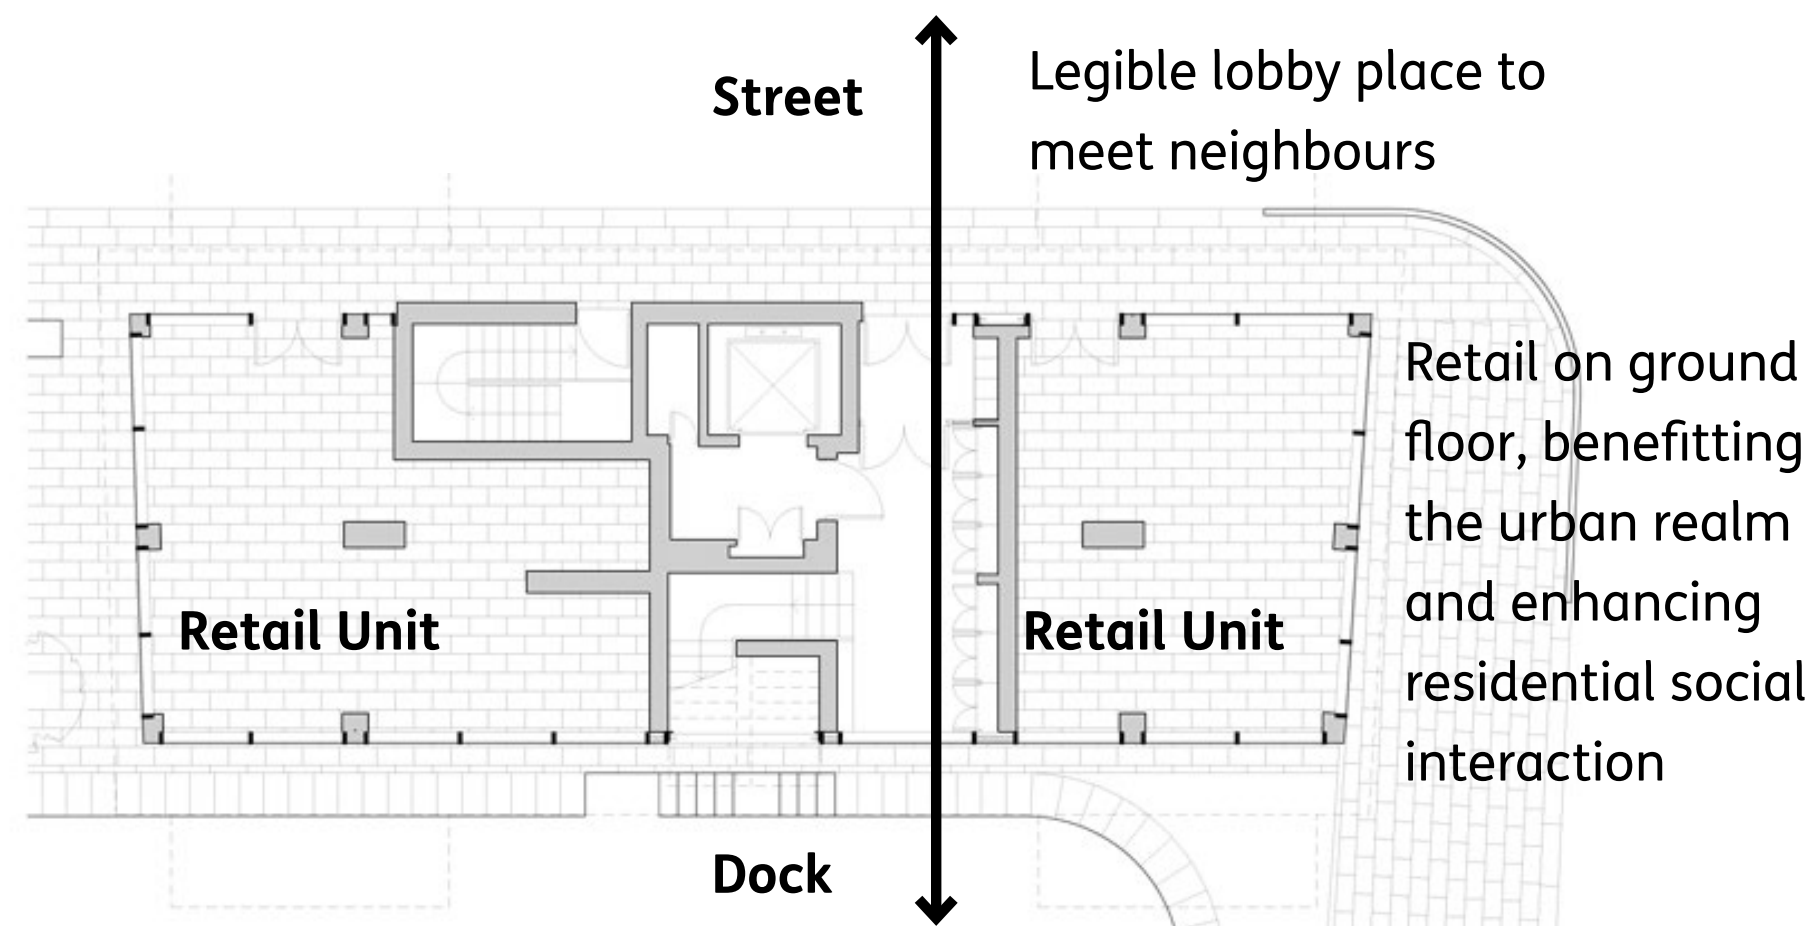 Street
Legible lobby place to
meet neighbours
Retail on ground
floor, benefitting
the urban realm
and enhancing
residential social
interaction
Retail Unit
Retail Unit
Dock